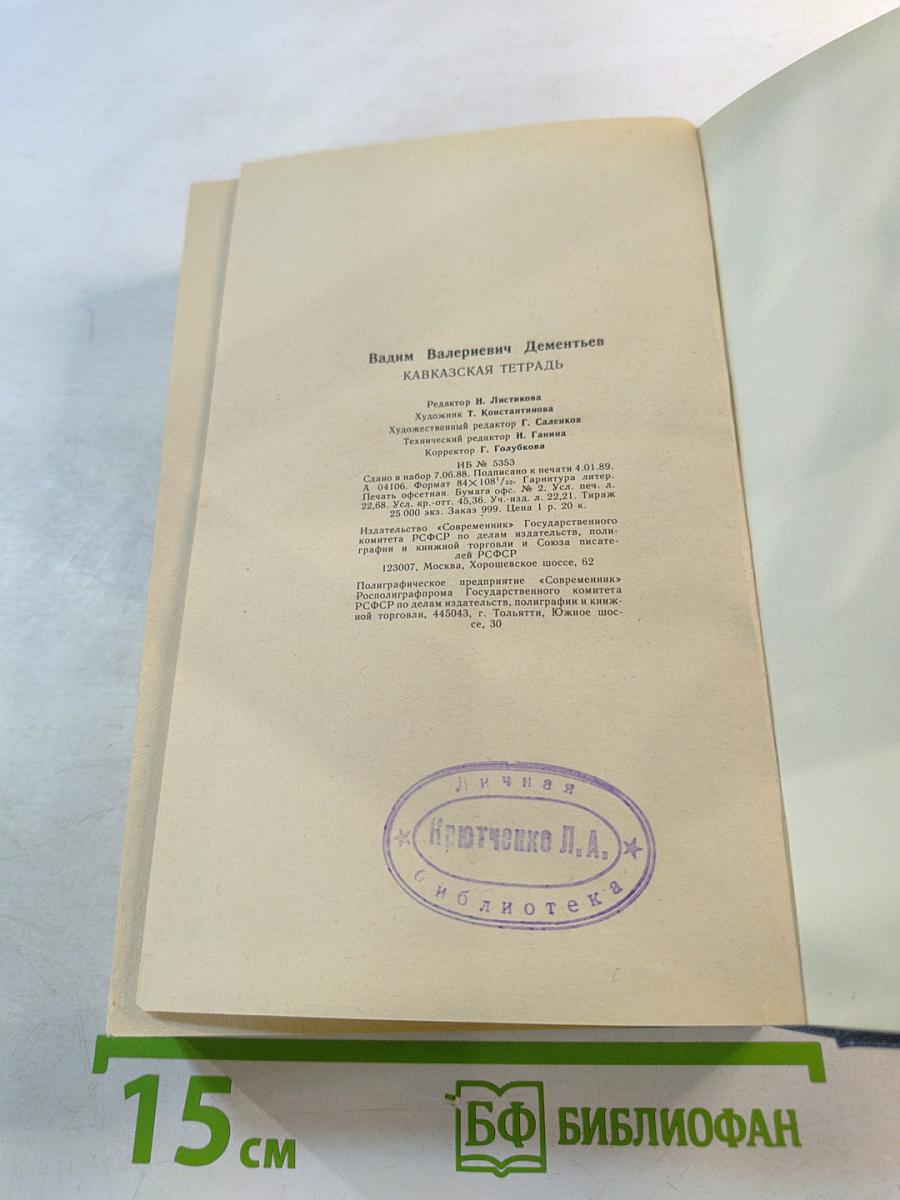 Вадим Валериевич Дементьев
КАВКАЗСКАЯ ТЕТРАДЬ
Редактор Н. Листикова
Художник Т. Константинова
Художественный редактор Г. Саленков
Технический редактор Н. Ганина
Корректор Г. Голубкова
ИБ № 5353
Сдано в набор 7.06.88. Подписано к печати 4.01.89.
А 04106. Формат 84×108¹/₃₂. Гарнитура литер.
Печать офсетная. Бумага офс. № 2. Усл. печ. л.
22,68. Усл. кр.-отт. 45,36. Уч.-изд. л. 22,21. Тираж
25 000 экз. Заказ 999. Цена 1 р. 20 к.
Издательство «Современник» Государственного
комитета РСФСР по делам издательств, поли-
графии и книжной торговли и Союза писате-
лей РСФСР
123007, Москва, Хорошевское шоссе, 62
Полиграфическое предприятие «Современник»
Росполиграфпрома Государственного комитета
РСФСР по делам издательств, полиграфии и книж-
ной торговли, 445043, г. Тольятти, Южное шос-
се, 30
Личная
Крютченко Л.А.
библиотека
15 см
БФ БИБЛИОФАН